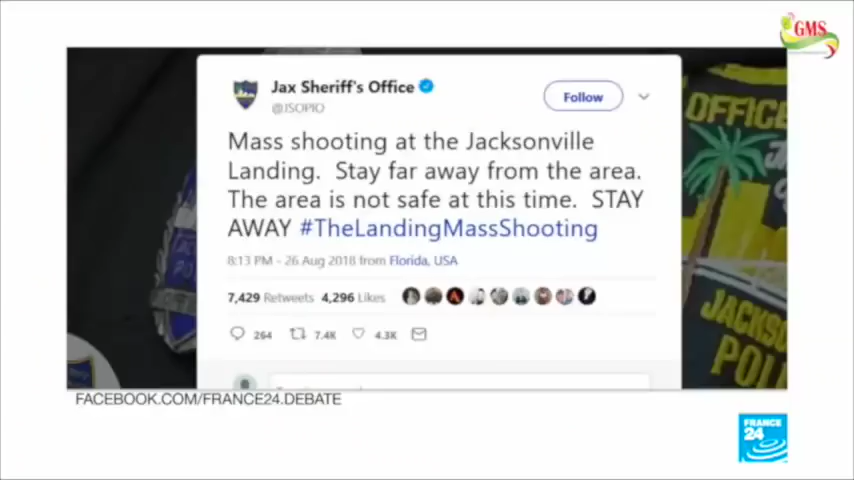 GMS
Jax Sheriff's Office
@JSOPIO
Follow
Mass shooting at the Jacksonville
Landing. Stay far away from the area.
The area is not safe at this time. STAY
AWAY #TheLandingMassShooting
8:13 PM - 26 Aug 2018 from Florida, USA
7,429 Retweets 4,296 Likes
264 7.4K 4.3K
OFFICE
JACKSO
POLI
FACEBOOK.COM/FRANCE24.DEBATE
FRANCE
24